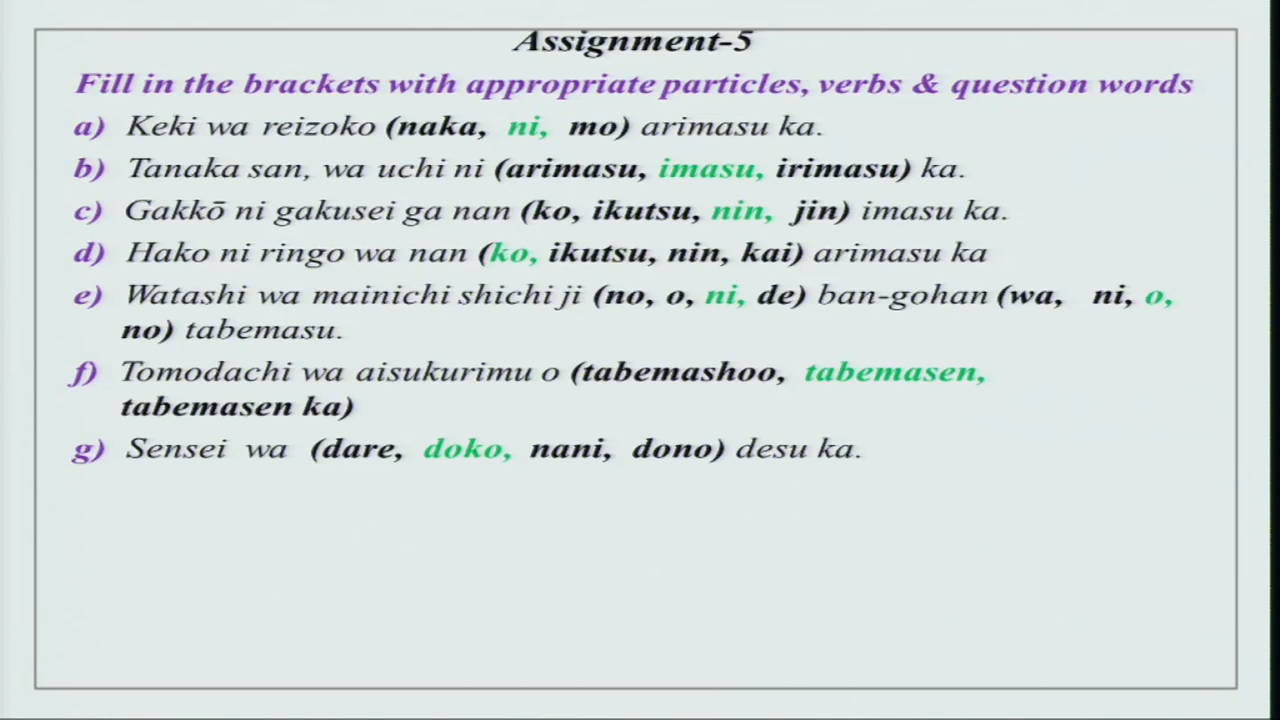 Assignment-5
Fill in the brackets with appropriate particles, verbs & question words
a) Keki wa reizoko (naka, ni, mo) arimasu ka.
b) Tanaka san, wa uchi ni (arimasu, imasu, irimasu) ka.
c) Gakkō ni gakusei ga nan (ko, ikutsu, nin, jin) imasu ka.
d) Hako ni ringo wa nan (ko, ikutsu, nin, kai) arimasu ka
e) Watashi wa mainichi shichi ji (no, o, ni, de) ban-gohan (wa, ni, o,
no) tabemasu.
f) Tomodachi wa aisukurimu o (tabemashoo, tabemasen,
tabemasen ka)
g) Sensei wa (dare, doko, nani, dono) desu ka.